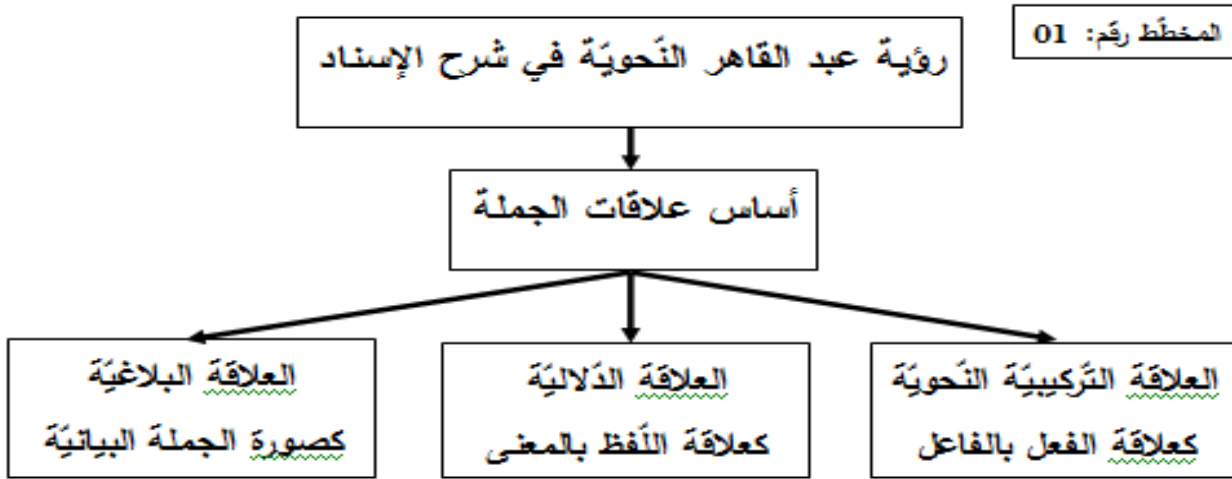 المخطّط رقم: 01
رؤية عبد القاهر النّحويّة في شرح الإسناد
أساس علاقات الجملة
العلاقة التّركيبيّة النّحويّة
كعلاقة الفعل بالفاعل
العلاقة الدّلاليّة
كعلاقة اللّفظ بالمعنى
العلاقة البلاغيّة
كصورة الجملة البيانيّة